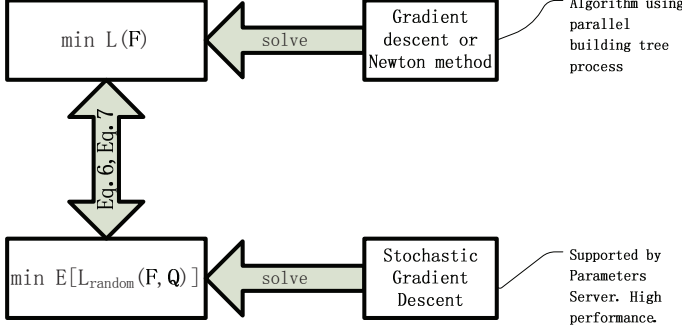 min L(F)
solve
Gradient
descent or
Newton method
Algorithm using
parallel
building tree
process
Eq.6, Eq.7
min E[Lrandom(F,Q)]
solve
Stochastic
Gradient
Descent
Supported by
Parameters
Server. High
performance.